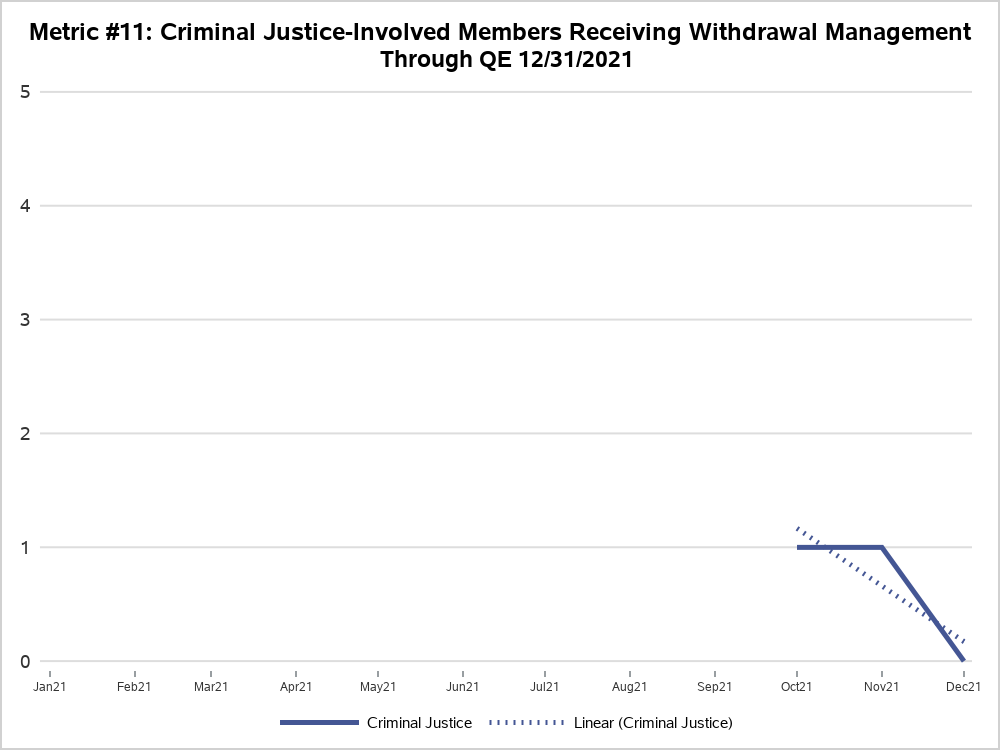 Metric #11: Criminal Justice-Involved Members Receiving Withdrawal Management
Through QE 12/31/2021
5
4
3
2
1
0
Jan21 Feb21 Mar21 Apr21 May21 Jun21 Jul21 Aug21 Sep21 Oct21 Nov21 Dec21
Criminal Justice Linear (Criminal Justice)